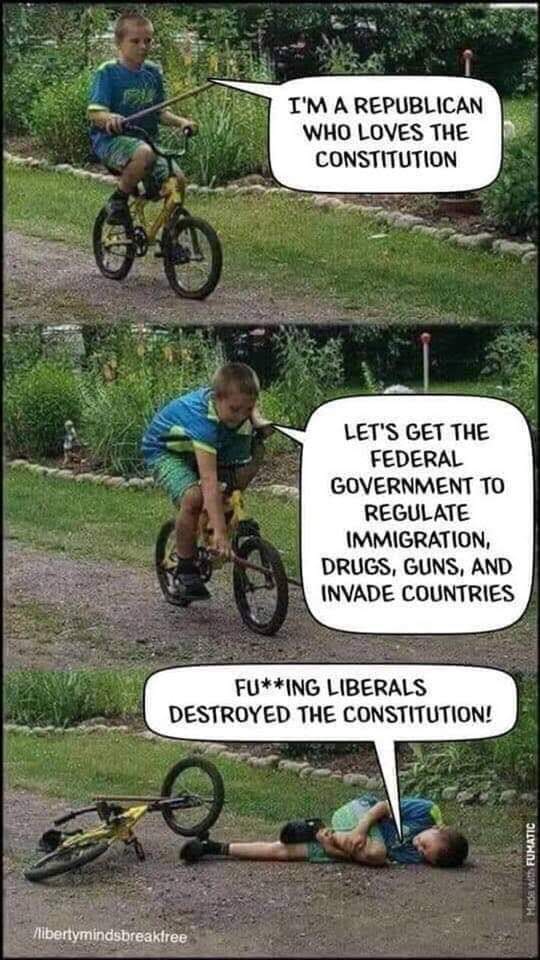 I'M A REPUBLICAN
WHO LOVES THE
CONSTITUTION
LET'S GET THE
FEDERAL
GOVERNMENT TO
REGULATE
IMMIGRATION,
DRUGS, GUNS, AND
INVADE COUNTRIES
FU**ING LIBERALS
DESTROYED THE CONSTITUTION!
/libertymindsbreakfree
Made with FUMATIC